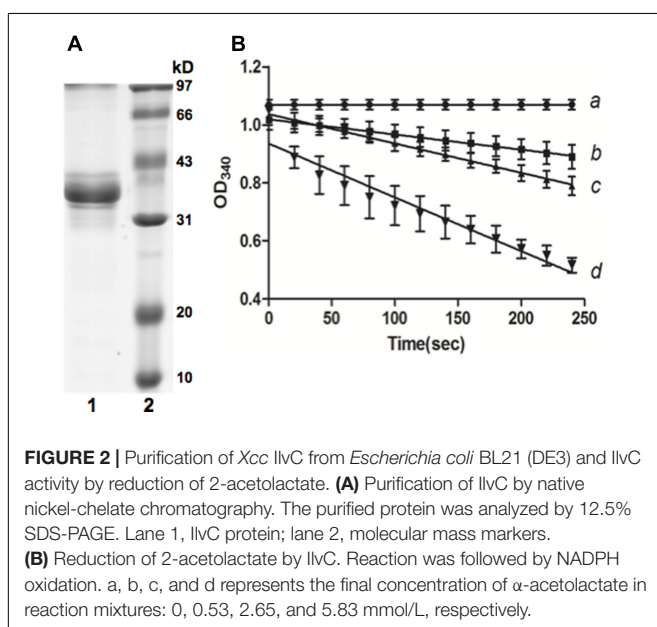 A
kD
97
66
43
31
20
10
1 2
B
OD340
1.2
1.0
0.8
0.6
0.4
0 50 100 150 200 250
Time(sec)
a
b
c
d
FIGURE 2 | Purification of Xcc IlvC from Escherichia coli BL21 (DE3) and IlvC
activity by reduction of 2-acetolactate. (A) Purification of IlvC by native
nickel-chelate chromatography. The purified protein was analyzed by 12.5%
SDS-PAGE. Lane 1, IlvC protein; lane 2, molecular mass markers.
(B) Reduction of 2-acetolactate by IlvC. Reaction was followed by NADPH
oxidation. a, b, c, and d represents the final concentration of α-acetolactate in
reaction mixtures: 0, 0.53, 2.65, and 5.83 mmol/L, respectively.